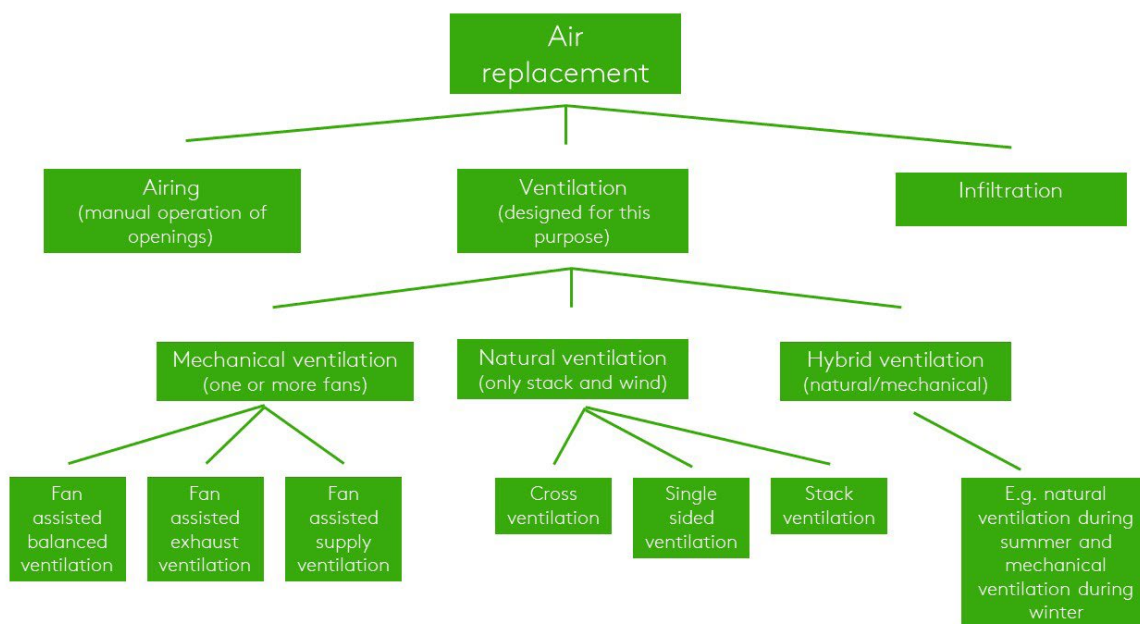 Air
replacement
Airing
(manual operation of
openings)
Ventilation
(designed for this
purpose)
Infiltration
Mechanical ventilation
(one or more fans)
Natural ventilation
(only stack and wind)
Hybrid ventilation
(natural/mechanical)
Fan
assisted
balanced
ventilation
Fan
assisted
exhaust
ventilation
Fan
assisted
supply
ventilation
Cross
ventilation
Single
sided
ventilation
Stack
ventilation
E.g. natural
ventilation during
summer and
mechanical
ventilation during
winter